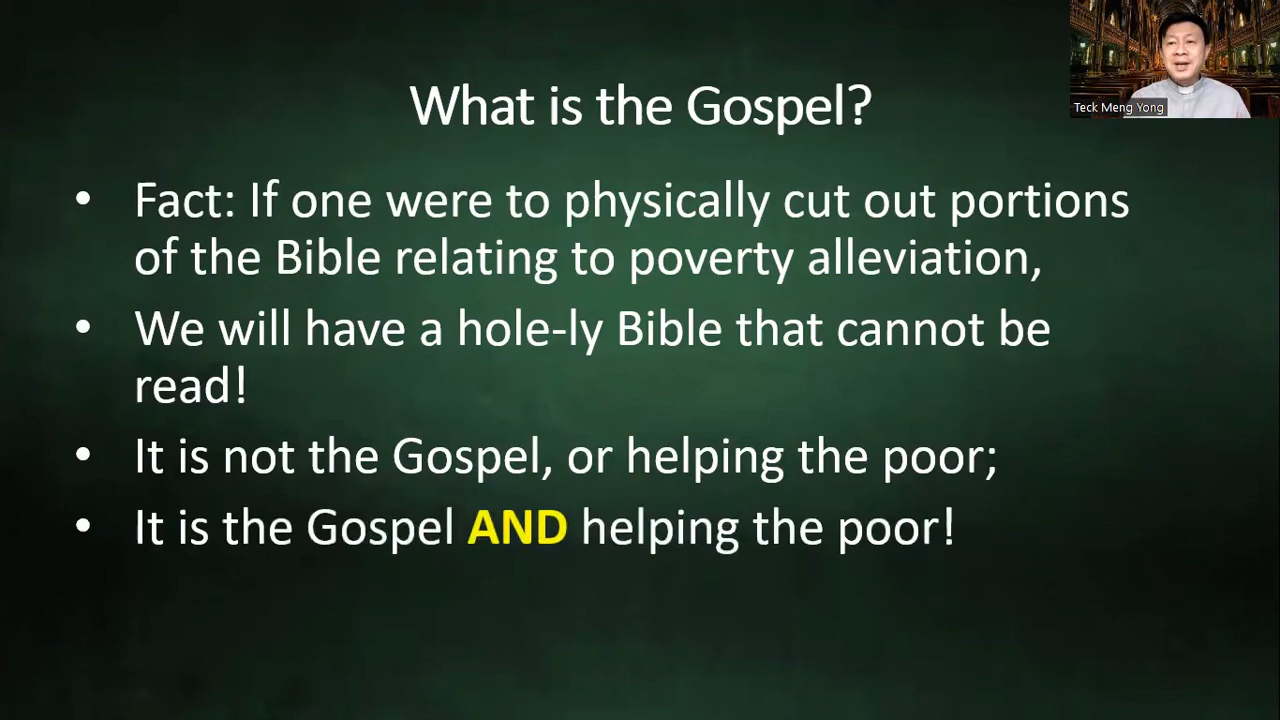 Teck Meng Yong
What is the Gospel?
• Fact: If one were to physically cut out portions
of the Bible relating to poverty alleviation,
• We will have a hole-ly Bible that cannot be
read!
• It is not the Gospel, or helping the poor;
• It is the Gospel AND helping the poor!